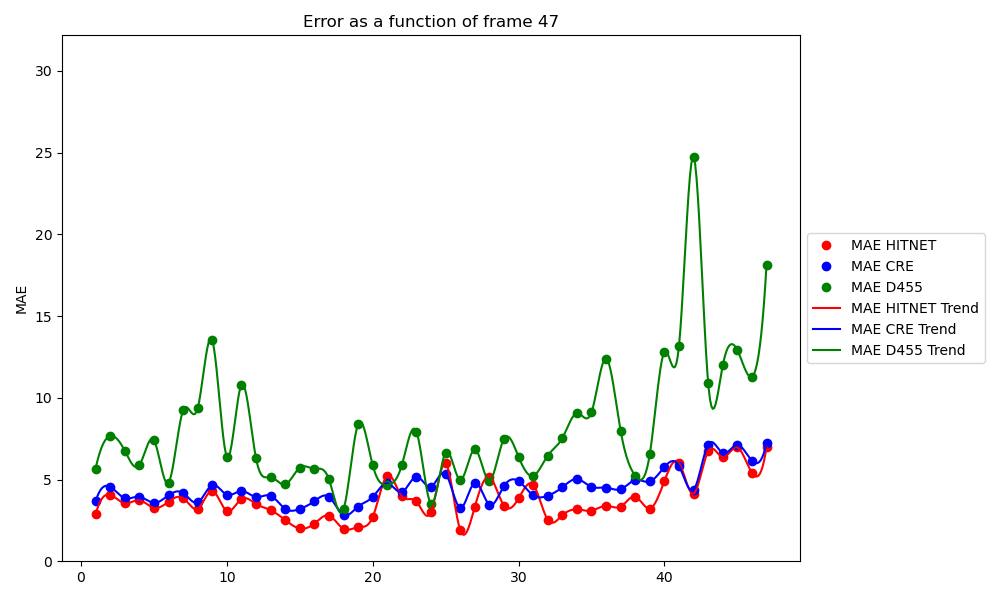 Error as a function of frame 47
MAE
30
25
20
15
10
5
0
0 10 20 30 40
MAE HITNET
MAE CRE
MAE D455
MAE HITNET Trend
MAE CRE Trend
MAE D455 Trend